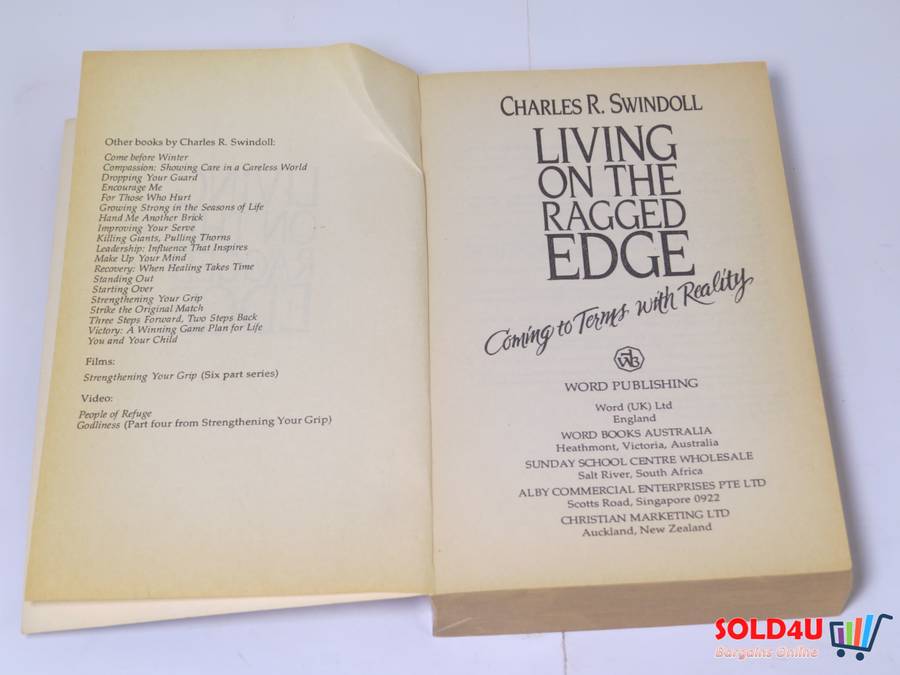 Other books by Charles R. Swindoll:
Come before Winter
Compassion: Showing Care in a Careless World
Dropping Your Guard
Encourage Me
For Those Who Hurt
Growing Strong in the Seasons of Life
Hand Me Another Brick
Improving Your Serve
Killing Giants, Pulling Thorns
Leadership: Influence That Inspires
Make Up Your Mind
Recovery: When Healing Takes Time
Standing Out
Starting Over
Strengthening Your Grip
Strike the Original Match
Three Steps Forward, Two Steps Back
Victory: A Winning Game Plan for Life
You and Your Child
Films:
Strengthening Your Grip (Six part series)
Video:
People of Refuge
Godliness (Part four from Strengthening Your Grip)
CHARLES R. SWINDOLL
LIVING
ON THE
RAGGED
EDGE
Coming to Terms with Reality
WB
WORD PUBLISHING
Word (UK) Ltd
England
WORD BOOKS AUSTRALIA
Heathmont, Victoria, Australia
SUNDAY SCHOOL CENTRE WHOLESALE
Salt River, South Africa
ALBY COMMERCIAL ENTERPRISES PTE LTD
Scotts Road, Singapore 0922
CHRISTIAN MARKETING LTD
Auckland, New Zealand
SOLD4U
Bargains Online